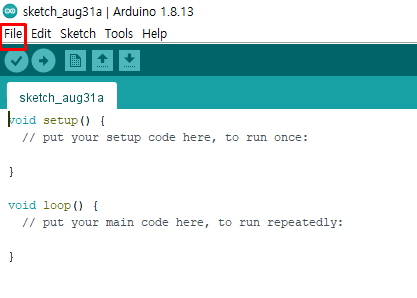 sketch_aug31a | Arduino 1.8.13
File Edit Sketch Tools Help
sketch_aug31a
void setup() {
  // put your setup code here, to run once:
}
void loop() {
  // put your main code here, to run repeatedly:
}